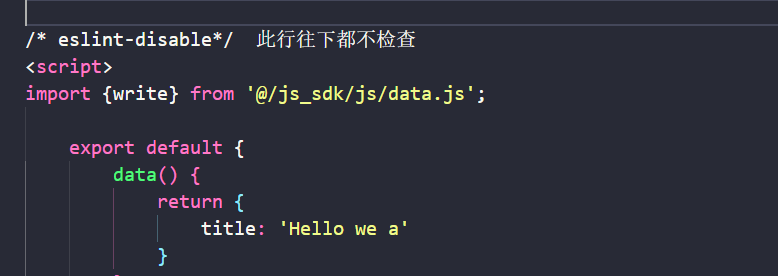 /* eslint-disable*/  此行往下都不检查
<script>
import {write} from '@/js_sdk/js/data.js';
export default {
data() {
return {
title: 'Hello we a'
}